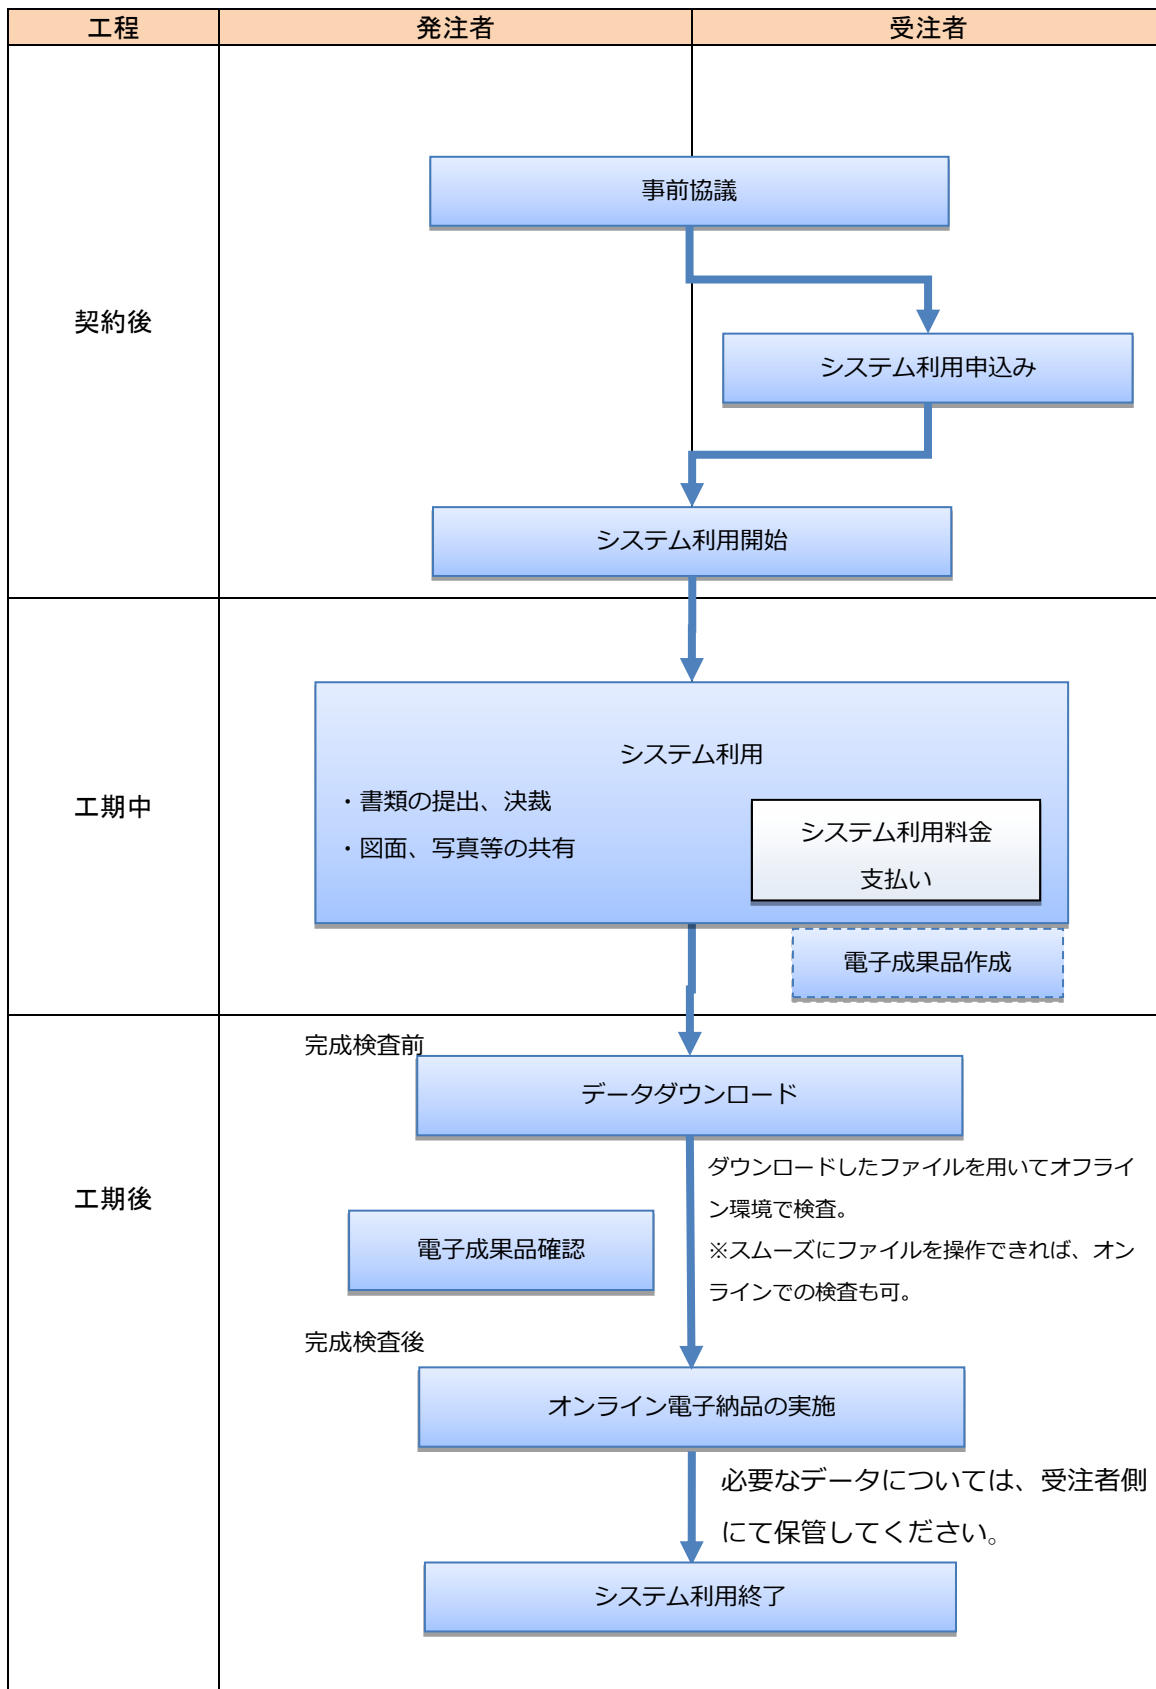 工程
発注者
受注者
契約後
事前協議
システム利用申込み
システム利用開始
工期中
システム利用
・書類の提出、決裁
・図面、写真等の共有
システム利用料金
支払い
電子成果品作成
工期後
完成検査前
データダウンロード
ダウンロードしたファイルを用いてオフライ
ン環境で検査。
※スムーズにファイルを操作できれば、オン
ラインでの検査も可。
電子成果品確認
完成検査後
オンライン電子納品の実施
必要なデータについては、受注者側
にて保管してください。
システム利用終了